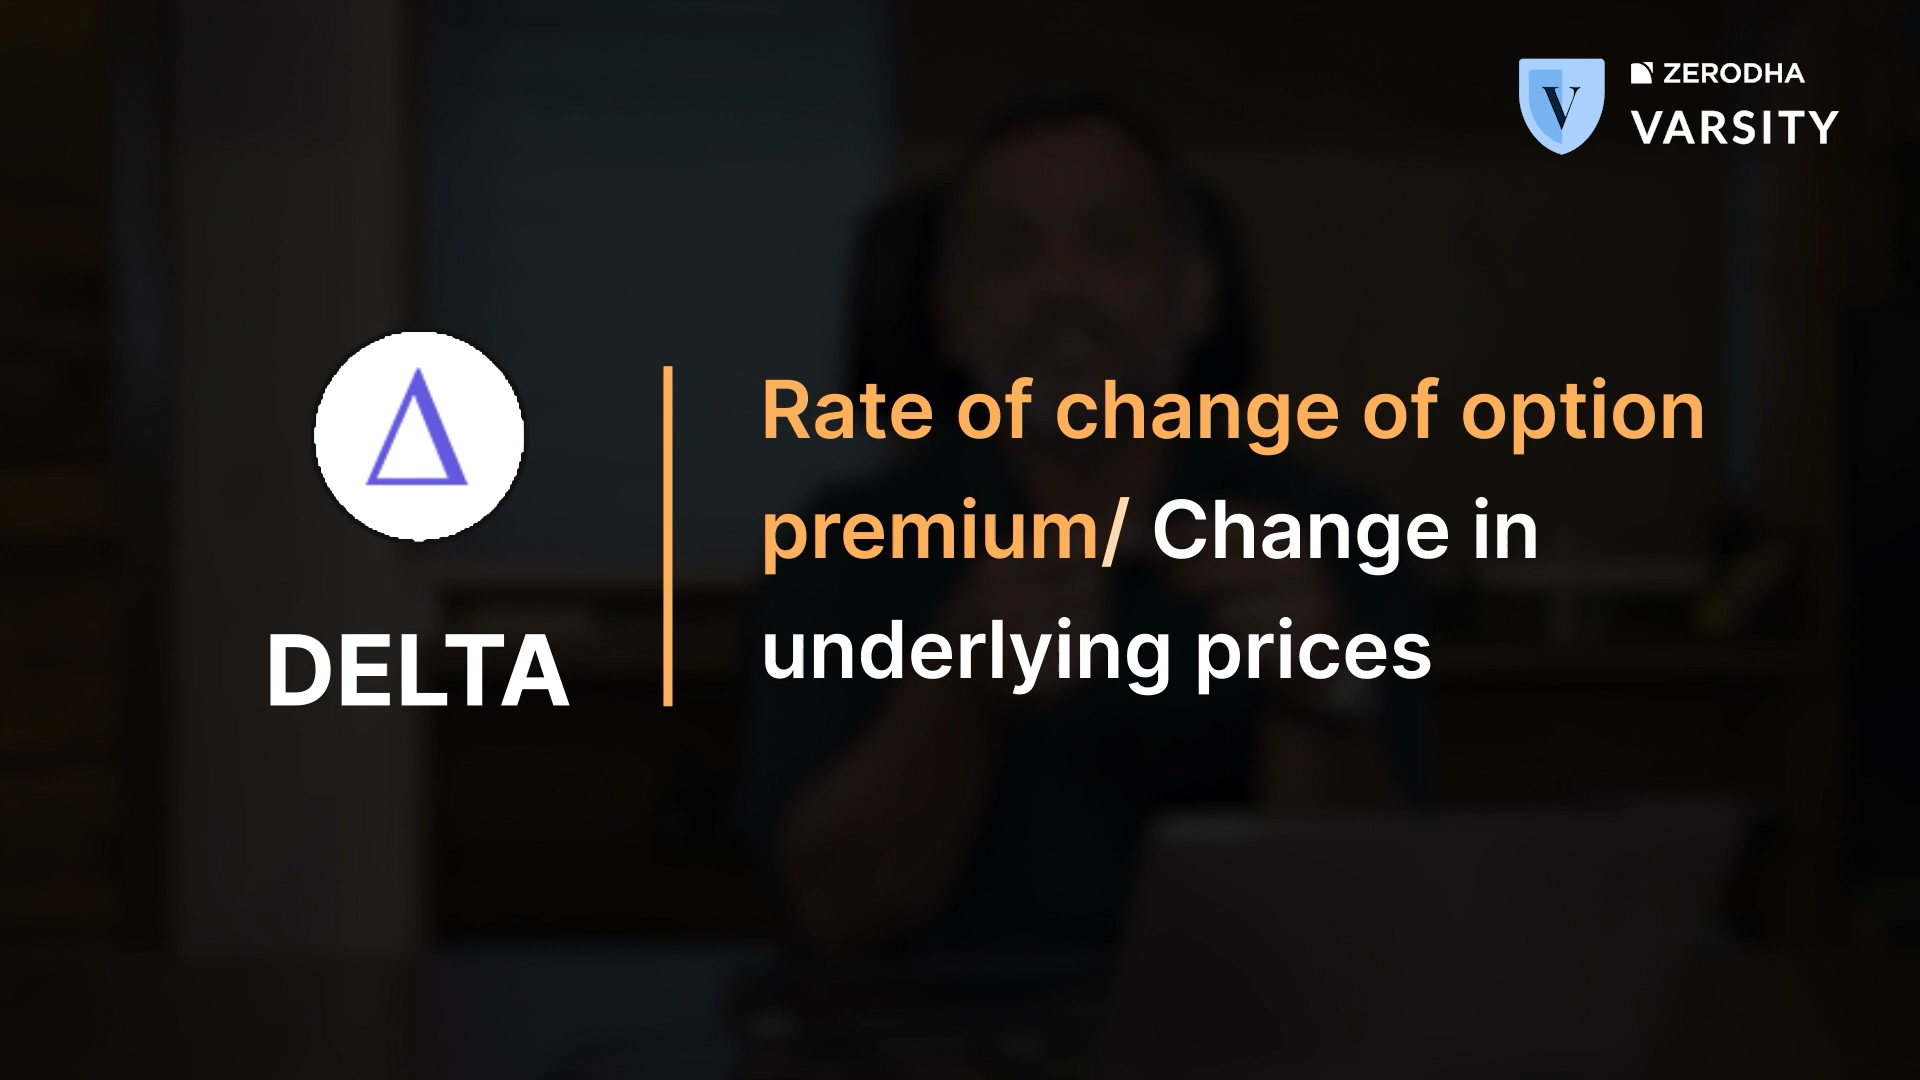 ZERODHA
VARSITY
V
Δ
DELTA
Rate of change of option
premium/ Change in
underlying prices